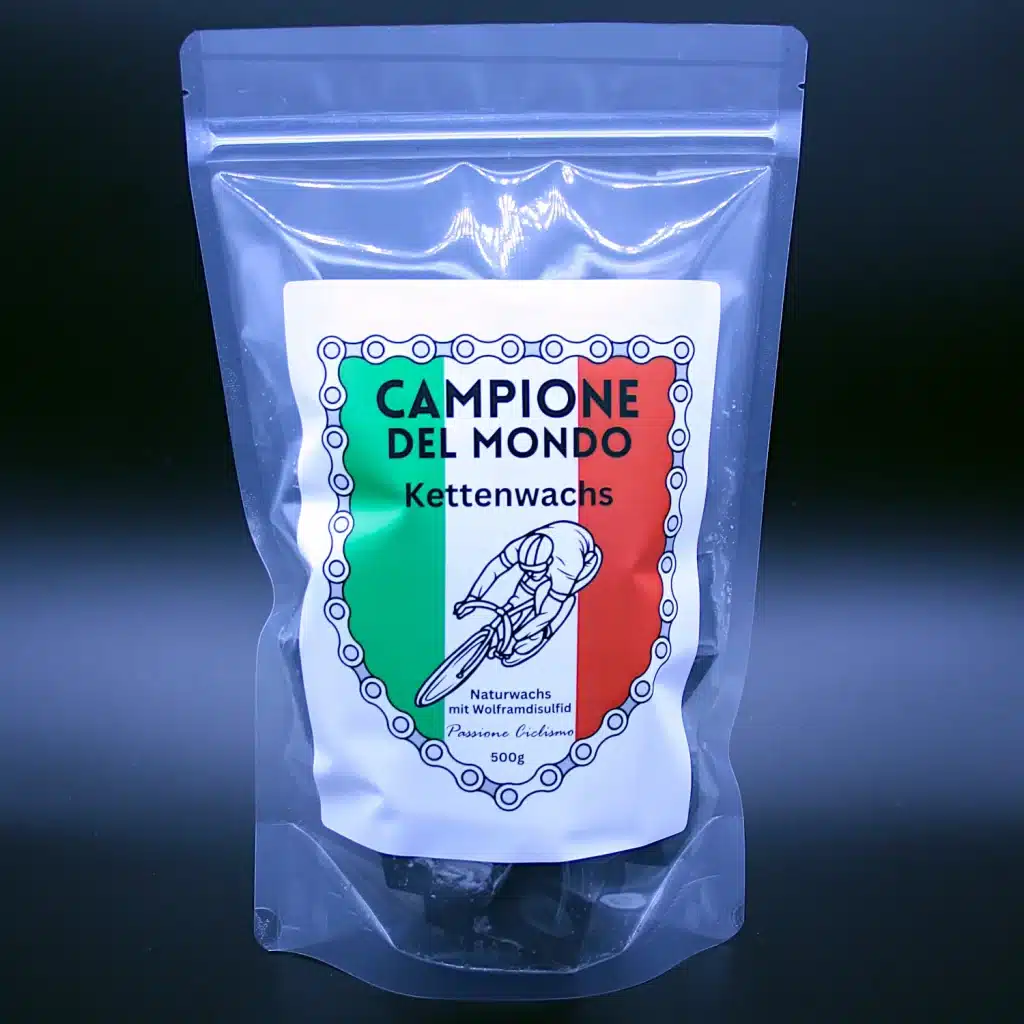 CAMPIONE
DEL MONDO
Kettenwachs
Naturwachs
mit Wolframdisulfid
Passione Ciclismo
500g